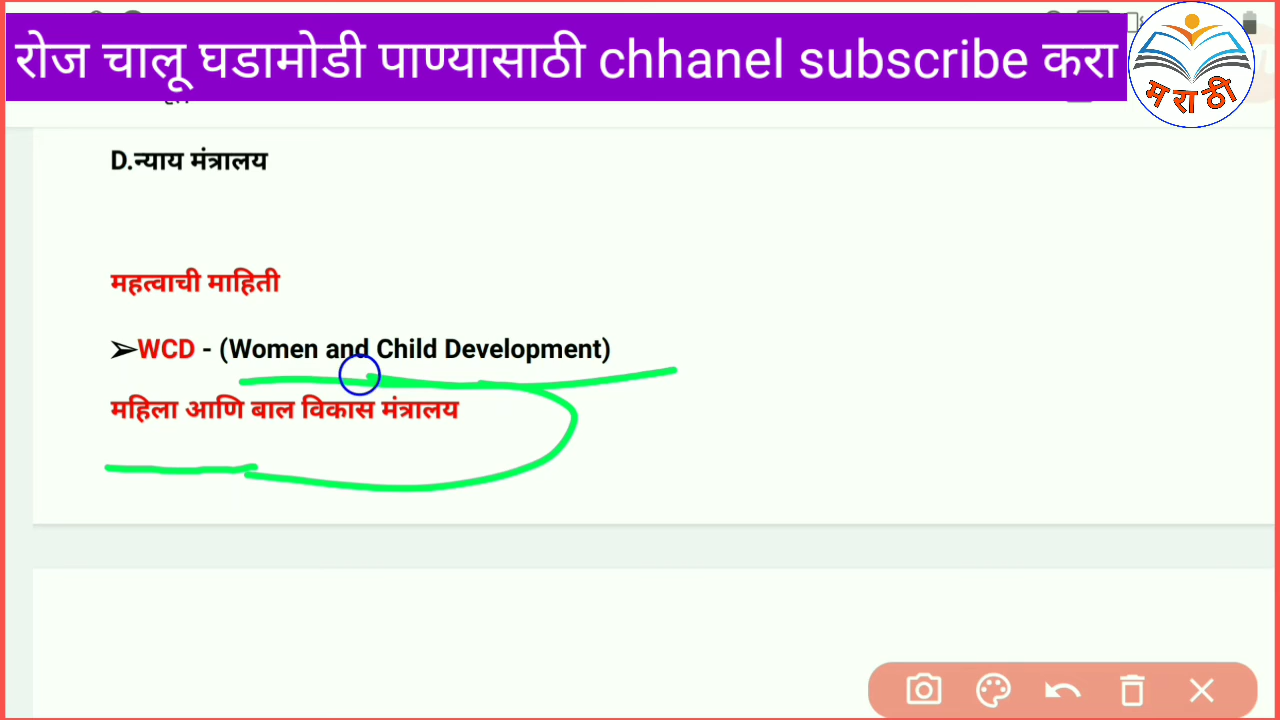 रोज चालू घडामोडी पाण्यासाठी chhanel subscribe करा
मराठी
D.न्याय मंत्रालय
महत्वाची माहिती
➢WCD - (Women and Child Development)
महिला आणि बाल विकास मंत्रालय